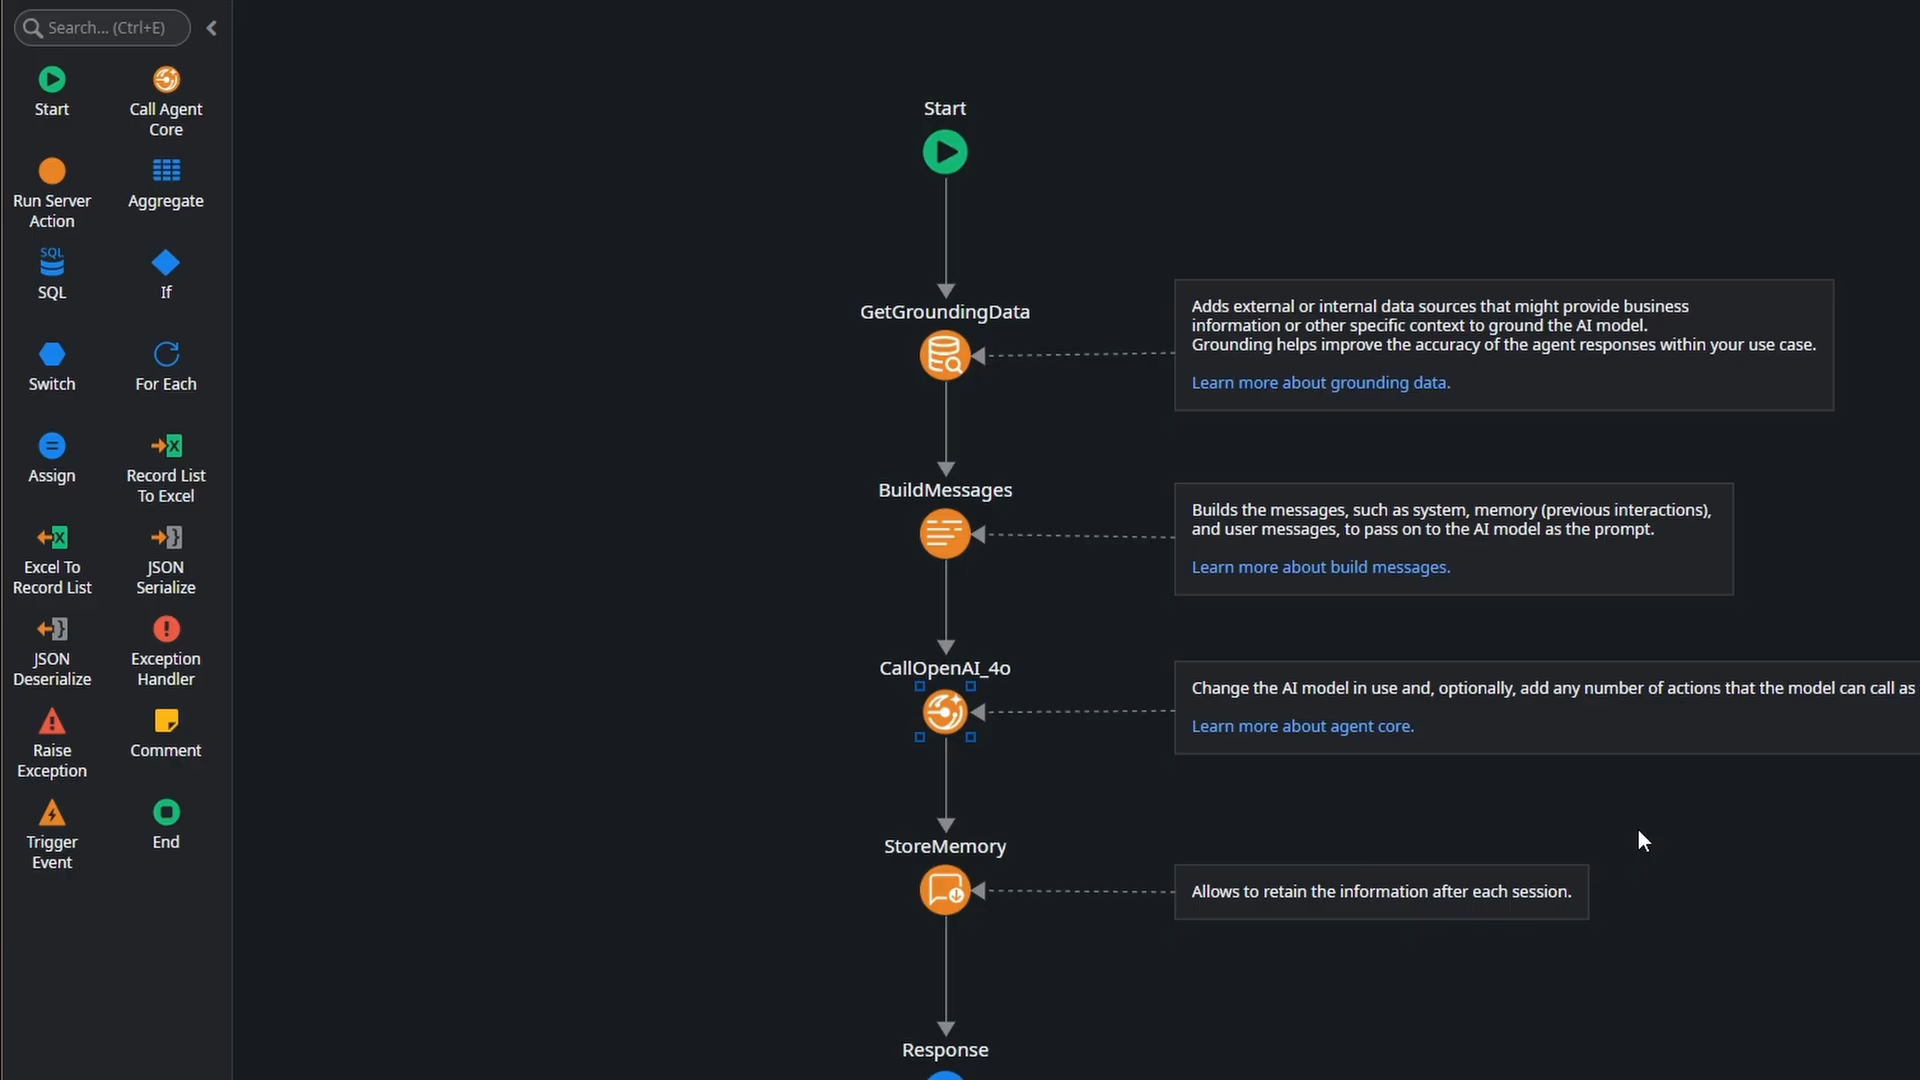 Search... (Ctrl+E)
Start
Call Agent
Core
Run Server
Action
Aggregate
SQL
SQL
If
Switch
For Each
Assign
Record List
To Excel
Excel To
Record List
JSON
Serialize
JSON
Deserialize
Exception
Handler
Raise
Exception
Comment
Trigger
Event
End
Start
GetGroundingData
Adds external or internal data sources that might provide business
information or other specific context to ground the AI model.
Grounding helps improve the accuracy of the agent responses within your use case.
Learn more about grounding data.
BuildMessages
Builds the messages, such as system, memory (previous interactions),
and user messages, to pass on to the AI model as the prompt.
Learn more about build messages.
CallOpenAI_4o
Change the AI model in use and, optionally, add any number of actions that the model can call as
Learn more about agent core.
StoreMemory
Allows to retain the information after each session.
Response